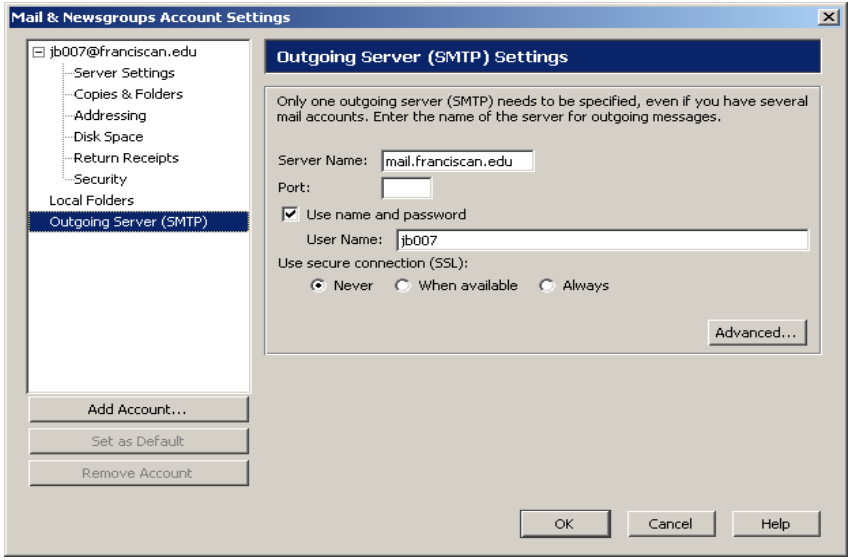 Mail & Newsgroups Account Settings
jb007@franciscan.edu
Server Settings
Copies & Folders
Addressing
Disk Space
Return Receipts
Security
Local Folders
Outgoing Server (SMTP)
Add Account...
Set as Default
Remove Account
Outgoing Server (SMTP) Settings
Only one outgoing server (SMTP) needs to be specified, even if you have several
mail accounts. Enter the name of the server for outgoing messages.
Server Name: mail.franciscan.edu
Port:
Use name and password
User Name: jb007
Use secure connection (SSL):
Never When available Always
Advanced...
OK Cancel Help